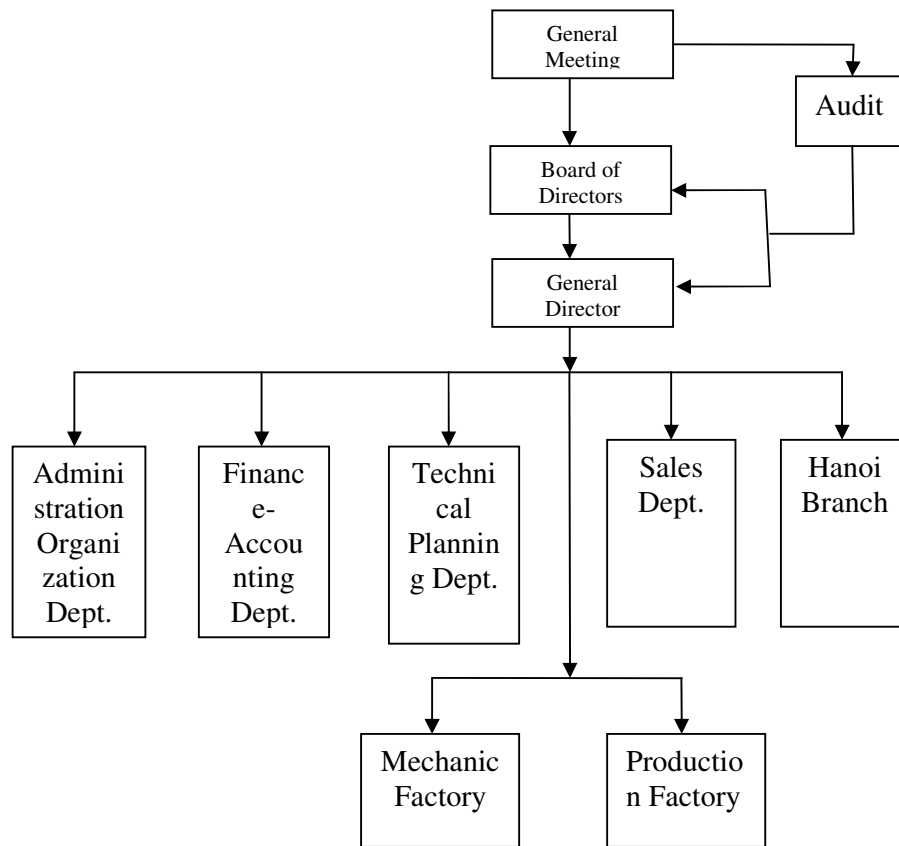 General
Meeting
Audit
Board of
Directors
General
Director
Admini
stration
Organi
zation
Dept.
Financ
e-
Accou
nting
Dept.
Techni
cal
Plannin
g Dept.
Sales
Dept.
Hanoi
Branch
Mechanic
Factory
Productio
n Factory